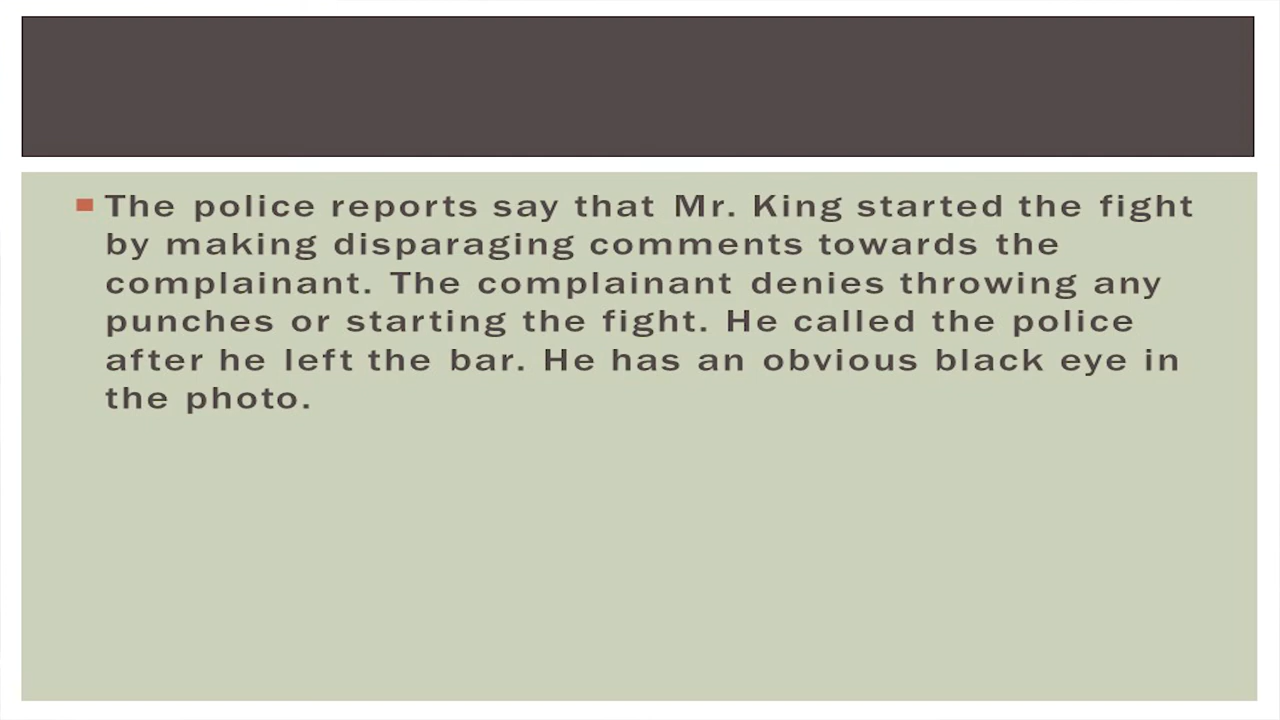 The police reports say that Mr. King started the fight
by making disparaging comments towards the
complainant. The complainant denies throwing any
punches or starting the fight. He called the police
after he left the bar. He has an obvious black eye in
the photo.